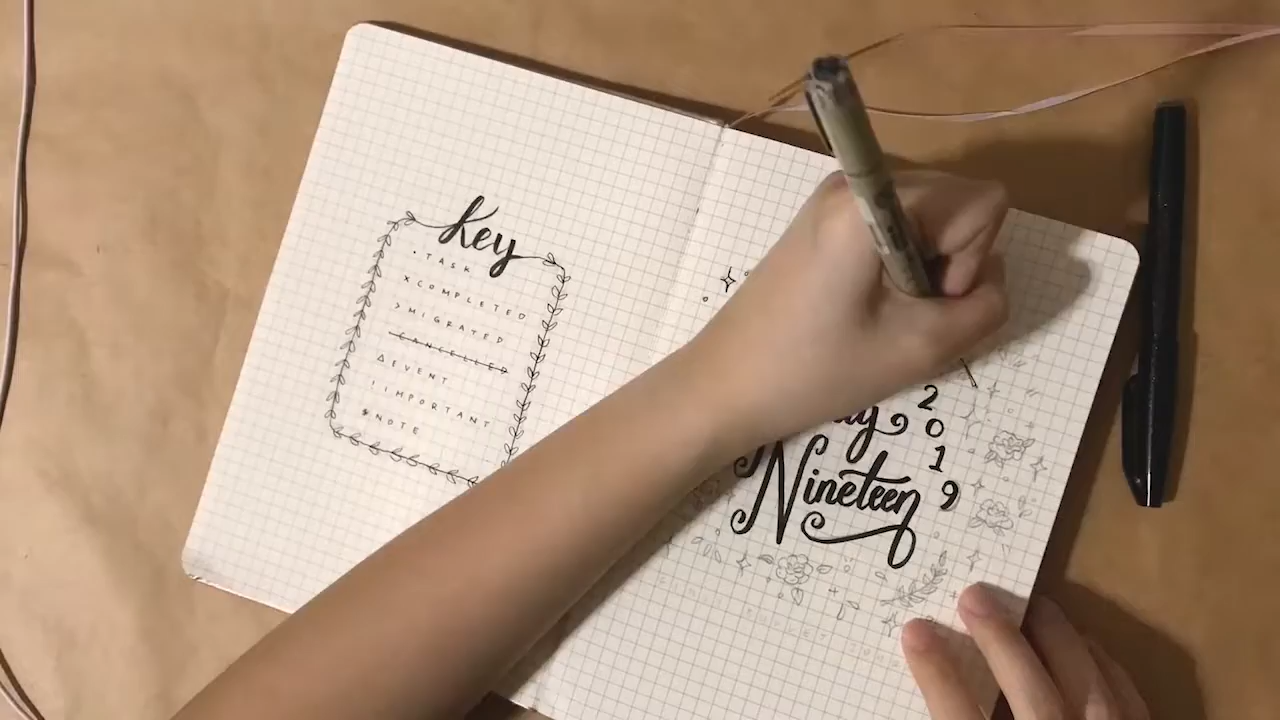 Key
· TASK
X COMPLETED
> MIGRATED
CANCELLED
Δ EVENT
! IMPORTANT
* NOTE
2
0
1
9
Nineteen